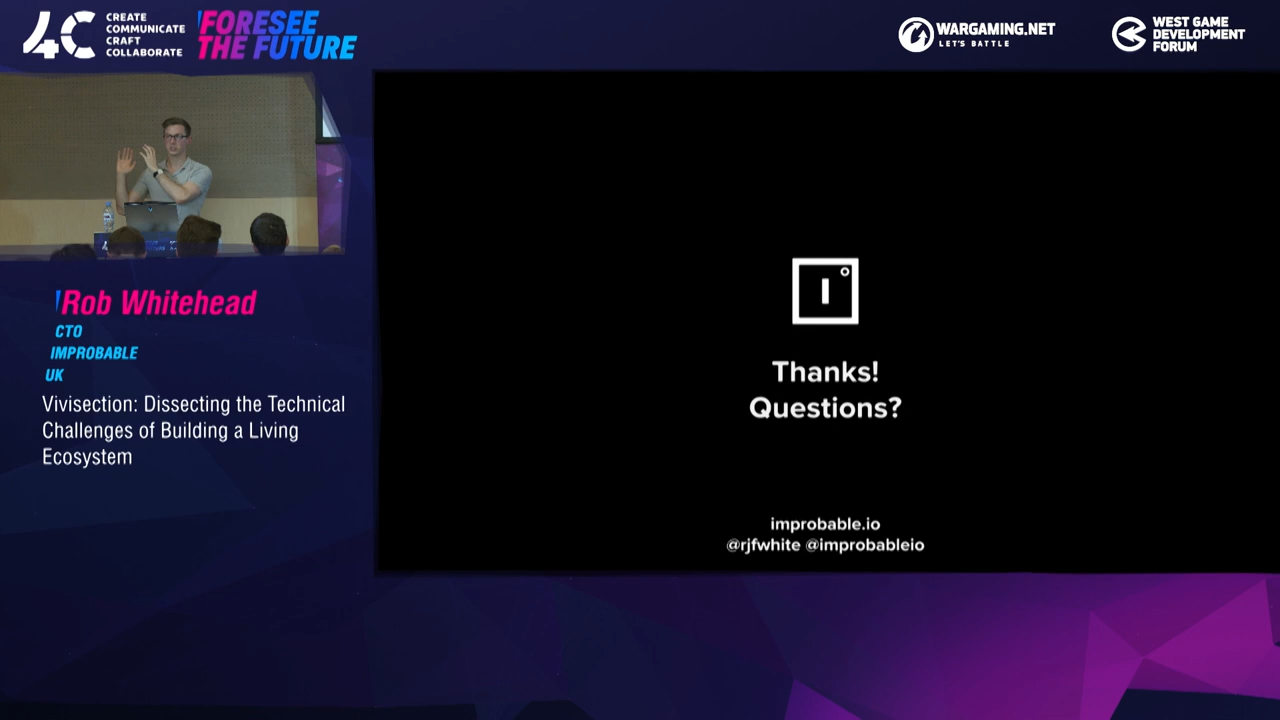 4C
CREATE
COMMUNICATE
CRAFT
COLLABORATE
FORESEE
THE FUTURE
WARGAMING.NET
LET'S BATTLE
WEST GAME
DEVELOPMENT
FORUM
Rob Whitehead
CTO
IMPROBABLE
UK
Vivisection: Dissecting the Technical
Challenges of Building a Living
Ecosystem
Thanks!
Questions?
improbable.io
@rjfwhite @improbableio